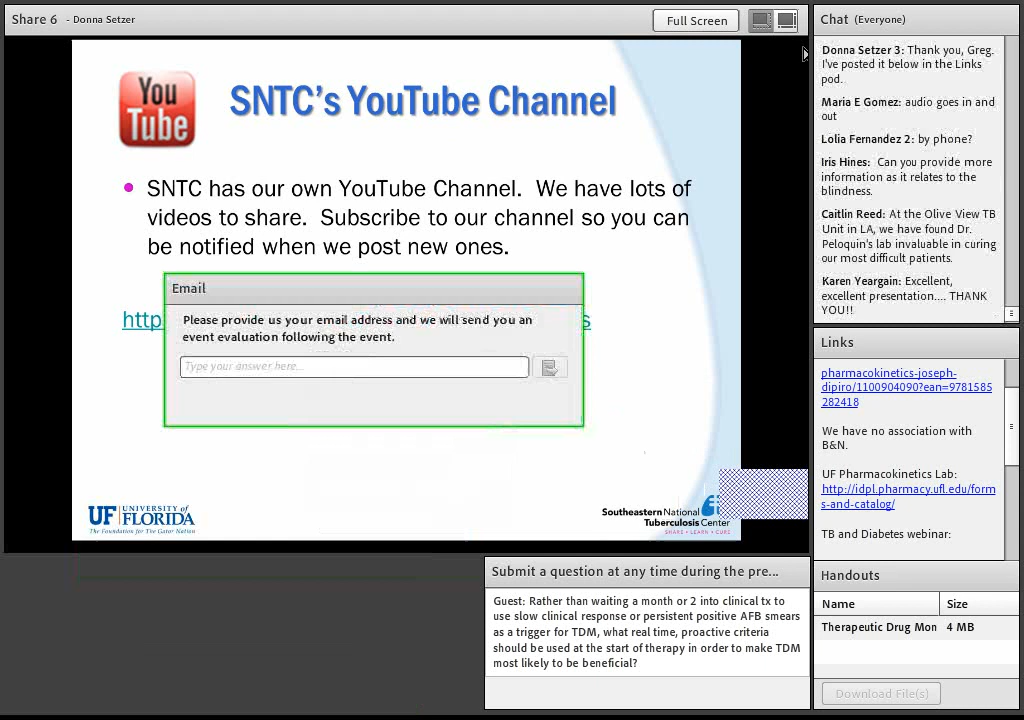 Share 6 - Donna Setzer
Full Screen
You
Tube
SNTC's YouTube Channel
• SNTC has our own YouTube Channel. We have lots of
videos to share. Subscribe to our channel so you can
be notified when we post new ones.
http
s
Email
Please provide us your email address and we will send you an
event evaluation following the event.
Type your answer here...
UF UNIVERSITY of
FLORIDA
The Foundation for The Gator Nation
Southeastern National
Tuberculosis Center
SHARE • LEARN • CURE
Submit a question at any time during the pre...
Guest: Rather than waiting a month or 2 into clinical tx to
use slow clinical response or persistent positive AFB smears
as a trigger for TDM, what real time, proactive criteria
should be used at the start of therapy in order to make TDM
most likely to be beneficial?
Chat (Everyone)
Donna Setzer 3: Thank you, Greg.
I've posted it below in the Links
pod.
Maria E Gomez: audio goes in and
out
Lolia Fernandez 2: by phone?
Iris Hines: Can you provide more
information as it relates to the
blindness.
Caitlin Reed: At the Olive View TB
Unit in LA, we have found Dr.
Peloquin's lab invaluable in curing
our most difficult patients.
Karen Yeargain: Excellent,
excellent presentation.... THANK
YOU!!
Links
pharmacokinetics-joseph-
dipiro/1100904090?ean=9781585
282418
We have no association with
B&N.
UF Pharmacokinetics Lab:
http://idpl.pharmacy.ufl.edu/form
s-and-catalog/
TB and Diabetes webinar:
Handouts
Name Size
Therapeutic Drug Mon 4 MB
Download File(s)